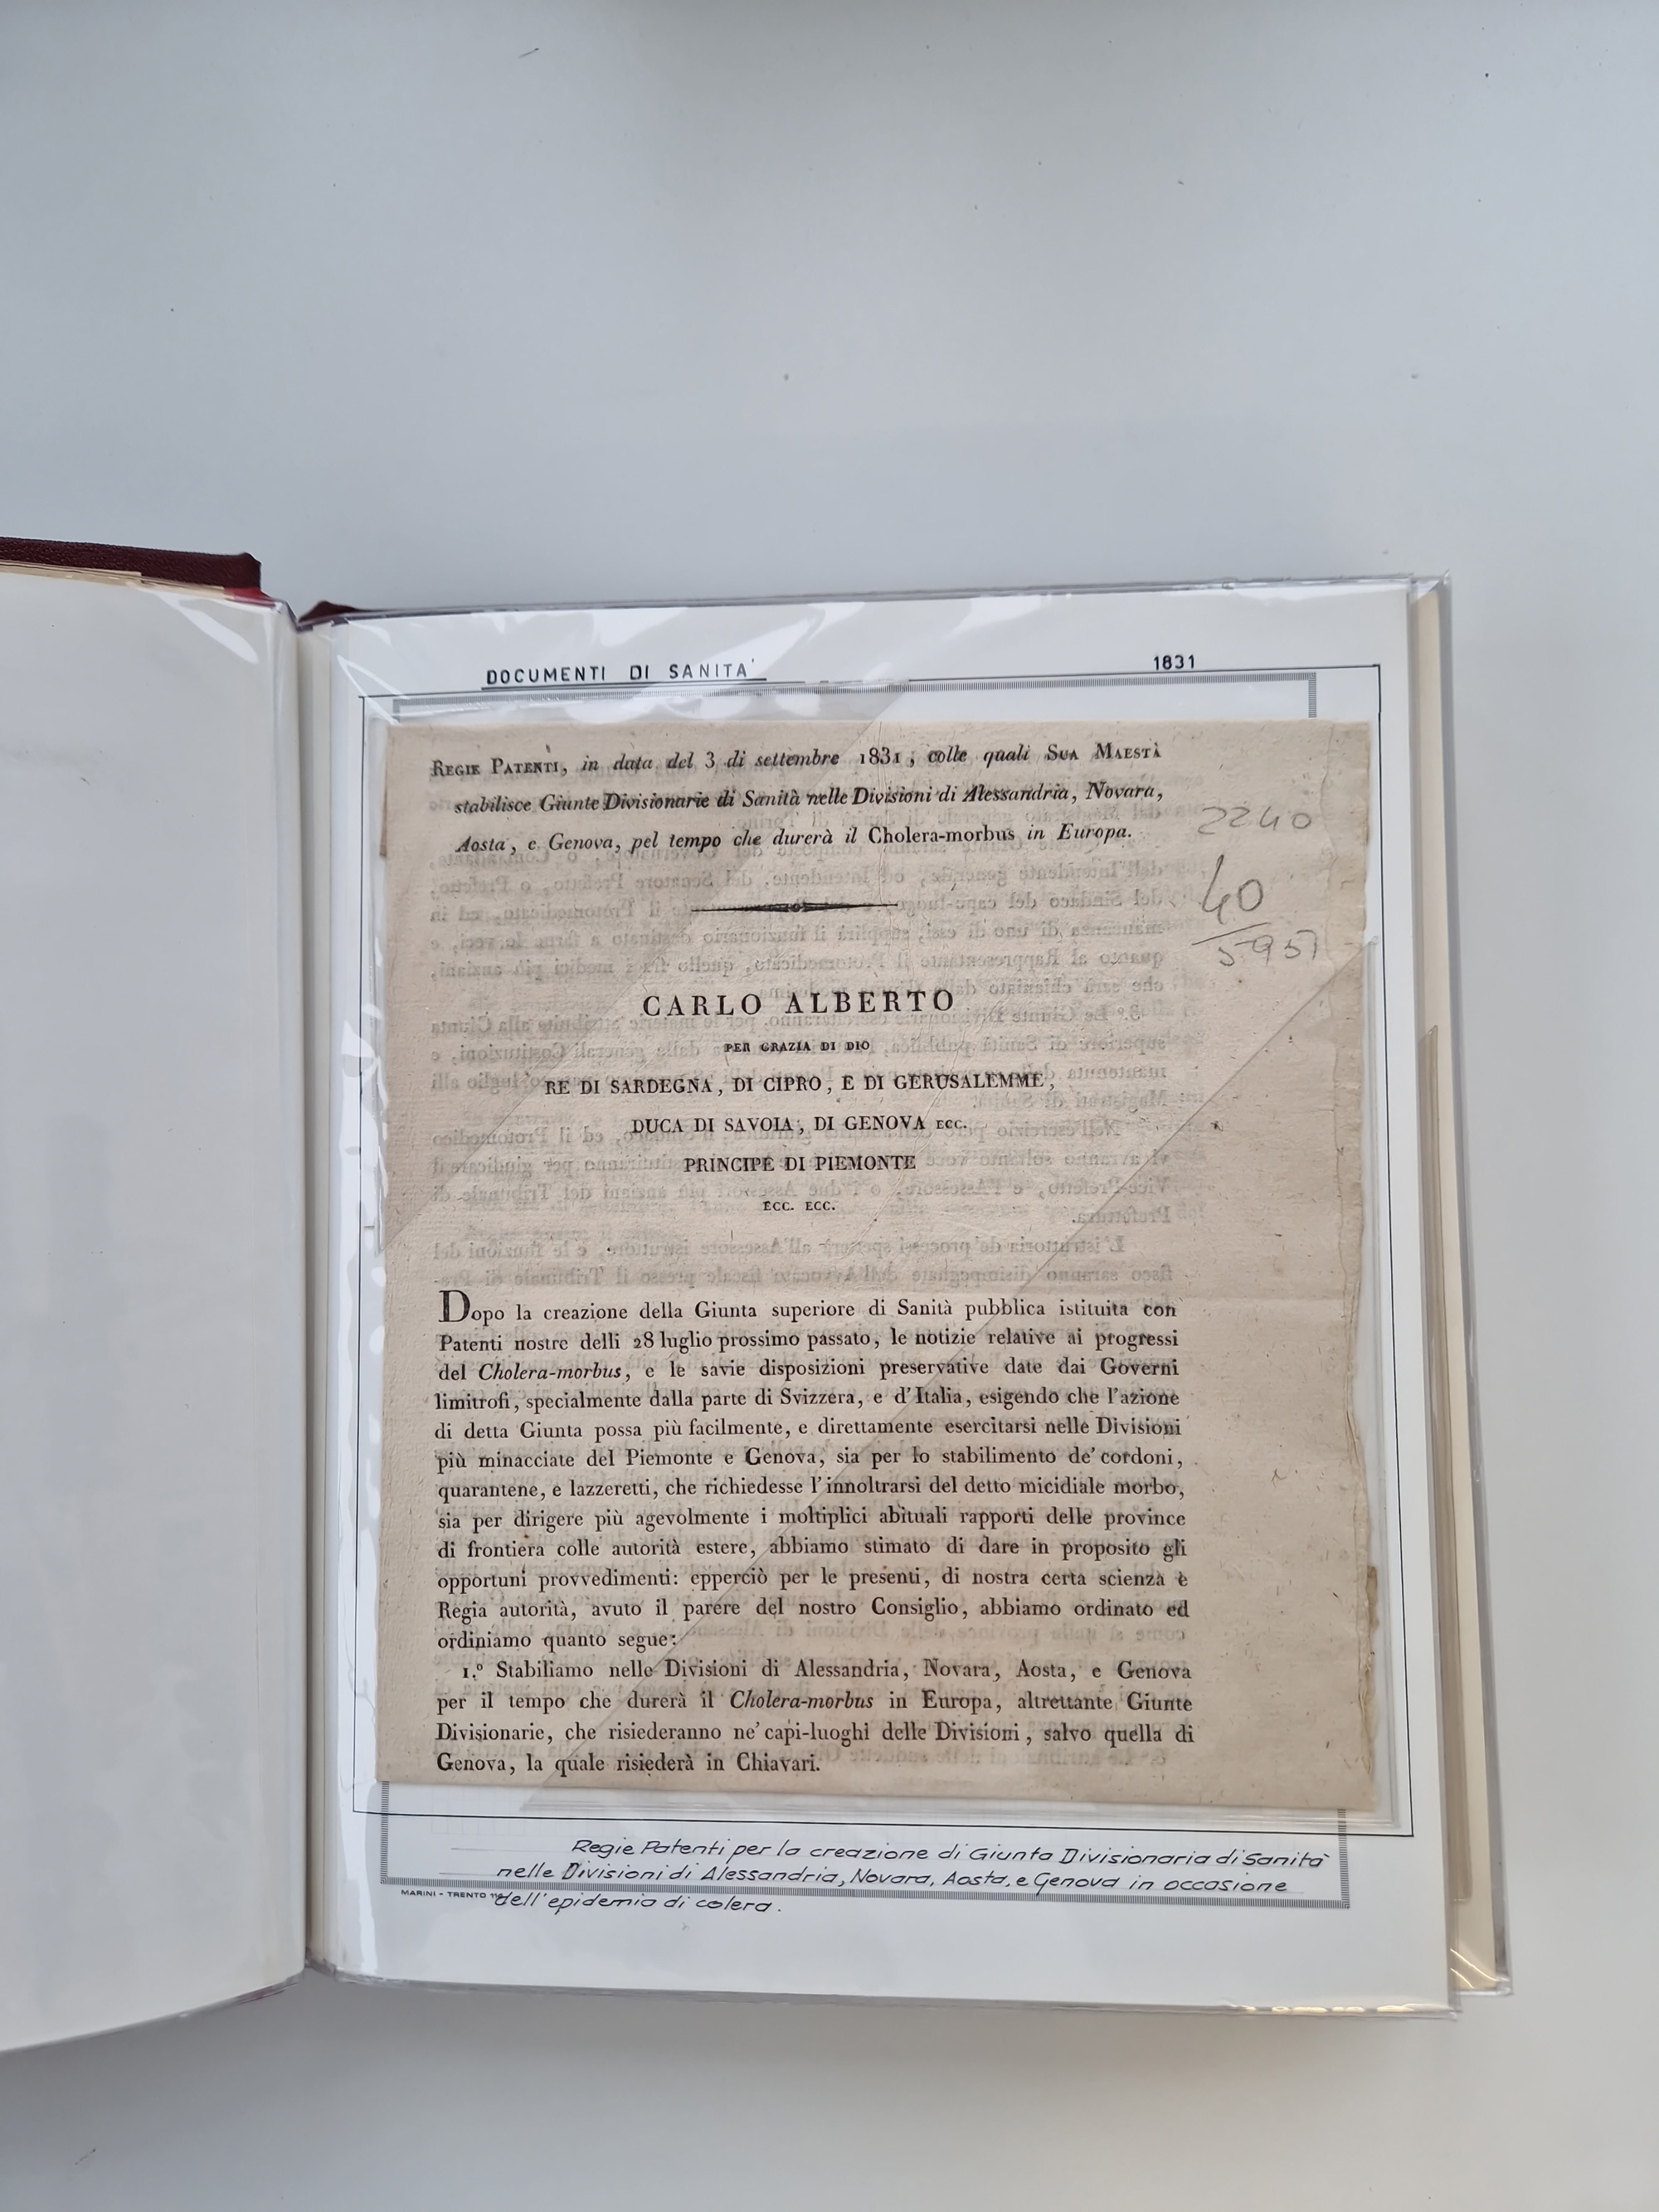 DOCUMENTI DI SANITA'
1831
REGIE PATENTI, in data del 3 di settembre 1831, colle quali SUA MAESTÀ
stabilisce Giunte Divisionarie di Sanità nelle Divisioni di Alessandria, Novara,
Aosta, e Genova, pel tempo che durerà il Cholera-morbus in Europa.
2240
40
5951
CARLO ALBERTO
PER GRAZIA DI DIO
RE DI SARDEGNA, DI CIPRO, E DI GERUSALEMME,
DUCA DI SAVOIA, DI GENOVA ECC.
PRINCIPE DI PIEMONTE
ECC. ECC.
Dopo la creazione della Giunta superiore di Sanità pubblica istituita con
Patenti nostre delli 28 luglio prossimo passato, le notizie relative ai progressi
del Cholera-morbus, e le savie disposizioni preservative date dai Governi
limitrofi, specialmente dalla parte di Svizzera, e d'Italia, esigendo che l'azione
di detta Giunta possa più facilmente, e direttamente esercitarsi nelle Divisioni
più minacciate del Piemonte e Genova, sia per lo stabilimento de' cordoni,
quarantene, e lazzeretti, che richiedesse l'innoltrarsi del detto micidiale morbo,
sia per dirigere più agevolmente i moltiplici abituali rapporti delle province
di frontiera colle autorità estere, abbiamo stimato di dare in proposito gli
opportuni provvedimenti: epperciò per le presenti, di nostra certa scienza e
Regia autorità, avuto il parere del nostro Consiglio, abbiamo ordinato ed
ordiniamo quanto segue:
1.º Stabiliamo nelle Divisioni di Alessandria, Novara, Aosta, e Genova
per il tempo che durerà il Cholera-morbus in Europa, altrettante Giunte
Divisionarie, che risiederanno ne' capi-luoghi delle Divisioni, salvo quella di
Genova, la quale risiederà in Chiavari.
Regie Patenti per la creazione di Giunta Divisionaria di Sanità
nelle Divisioni di Alessandria, Novara, Aosta, e Genova in occasione
MARINI - TRENTO
dell'epidemia di colera.